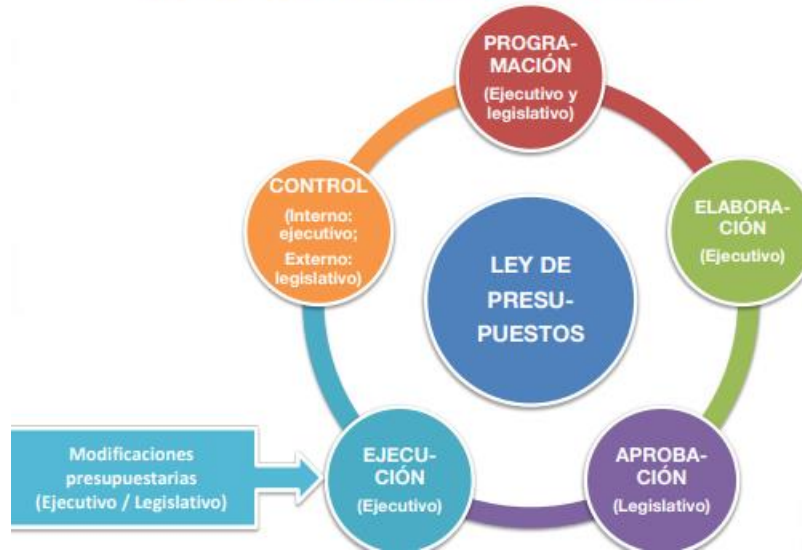 PROGRA-
MACIÓN
(Ejecutivo y
legislativo)
CONTROL
(Interno:
ejecutivo;
Externo:
legislativo)
ELABORA-
CIÓN
(Ejecutivo)
LEY DE
PRESU-
PUESTOS
Modificaciones
presupuestarias
(Ejecutivo / Legislativo)
EJECU-
CIÓN
(Ejecutivo)
APROBA-
CIÓN
(Legislativo)